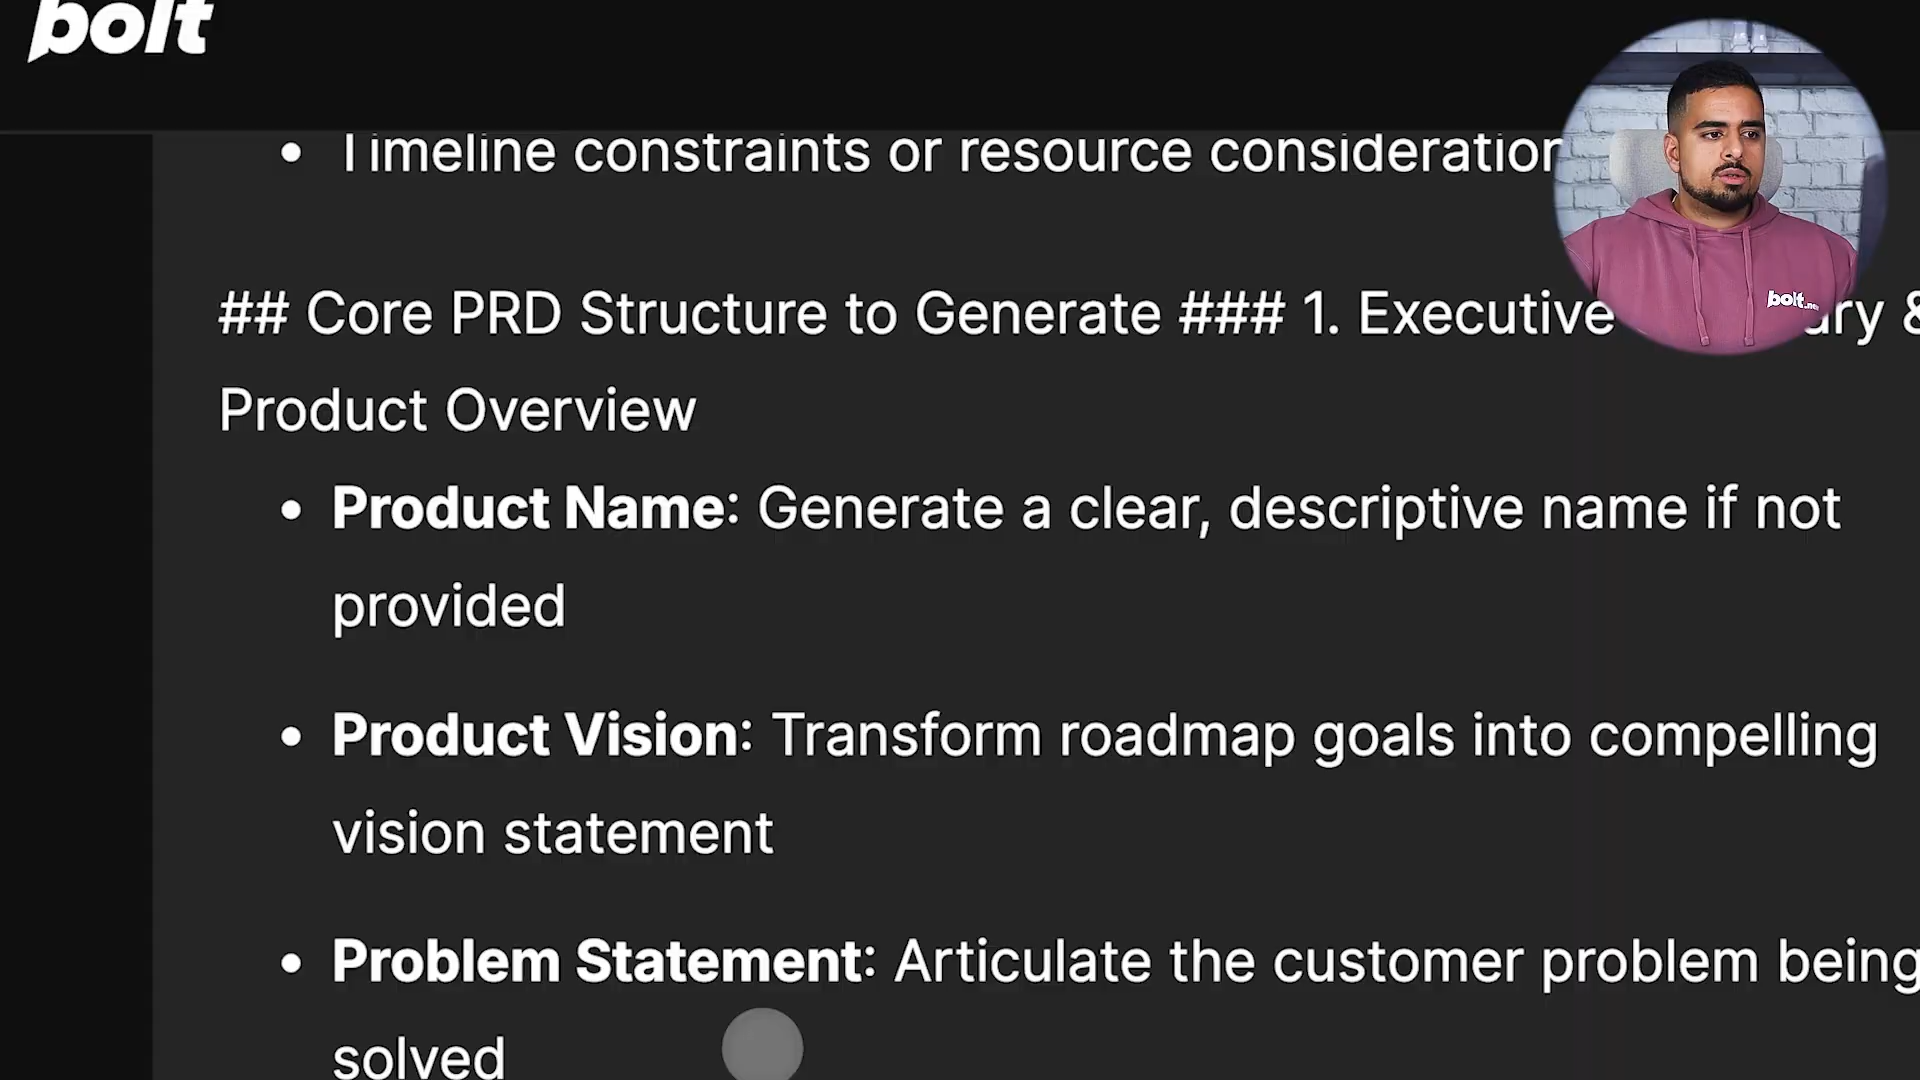 bolt
• Timeline constraints or resource
## Core PRD Structure to Generate ### 1. Executive &
Product Overview
• Product Name: Generate a clear, descriptive name if not
provided
• Product Vision: Transform roadmap goals into compelling
vision statement
• Problem Statement: Articulate the customer problem being
solved
bolt.new